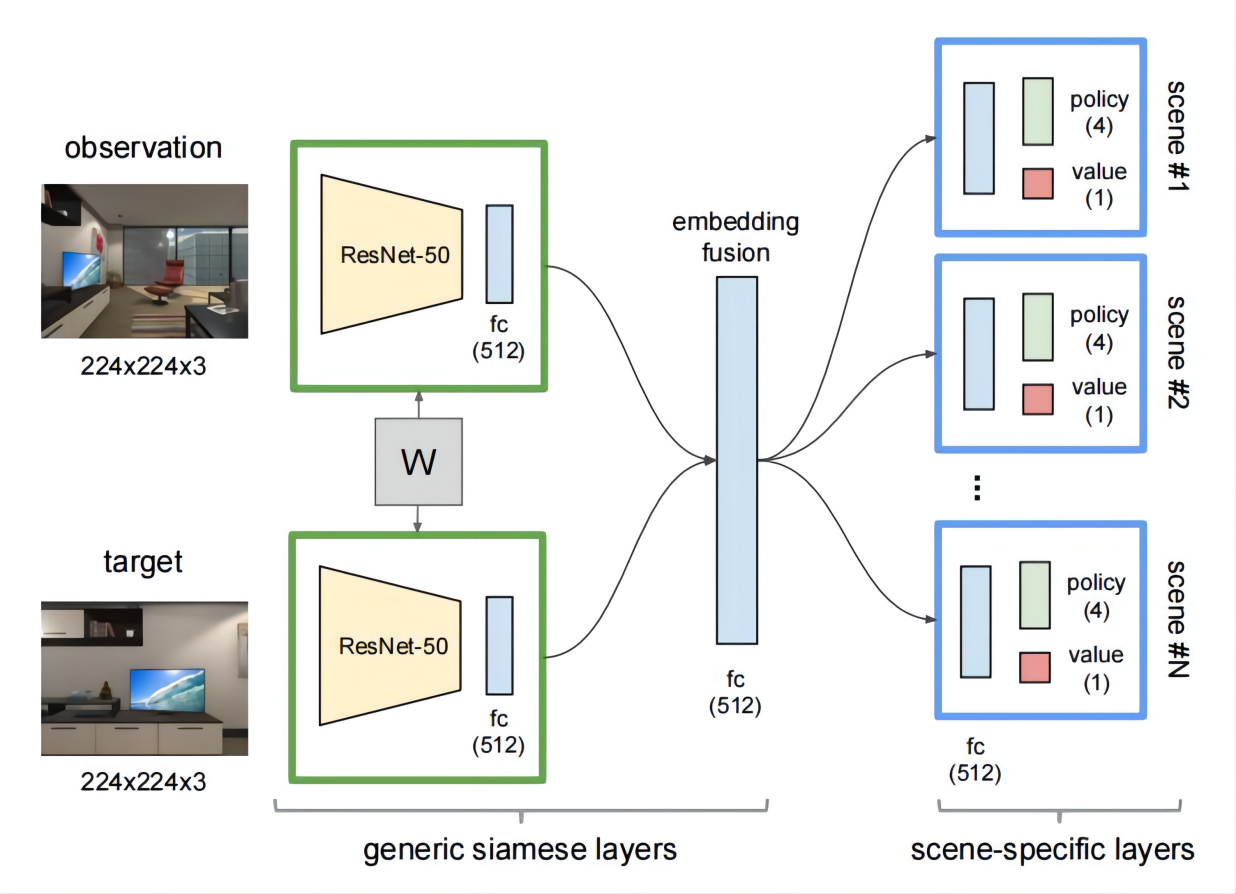 observation
224x224x3
ResNet-50
fc
(512)
W
target
224x224x3
ResNet-50
fc
(512)
embedding
fusion
fc
(512)
policy
(4)
value
(1)
scene #1
policy
(4)
value
(1)
scene #2
...
policy
(4)
value
(1)
scene #N
fc
(512)
generic siamese layers
scene-specific layers